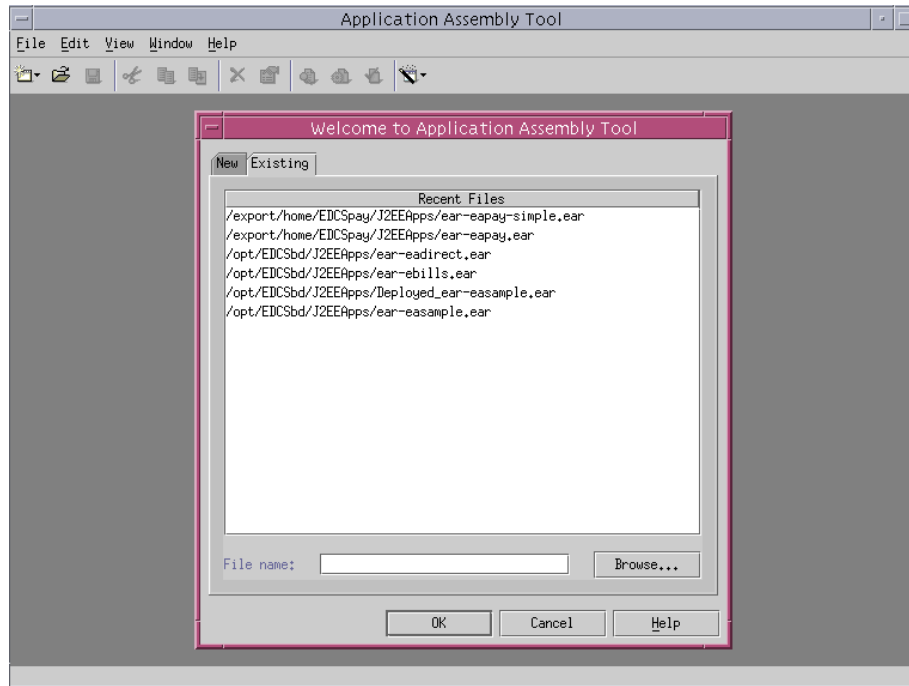 Application Assembly Tool
File Edit View Window Help
Welcome to Application Assembly Tool
New Existing
Recent Files
/export/home/EDCSpay/J2EEApps/ear-eapay-simple.ear
/export/home/EDCSpay/J2EEApps/ear-eapay.ear
/opt/EDCSbd/J2EEApps/ear-eadirect.ear
/opt/EDCSbd/J2EEApps/ear-ebills.ear
/opt/EDCSbd/J2EEApps/Deployed_ear-easample.ear
/opt/EDCSbd/J2EEApps/ear-easample.ear
File name: Browse...
OK Cancel Help